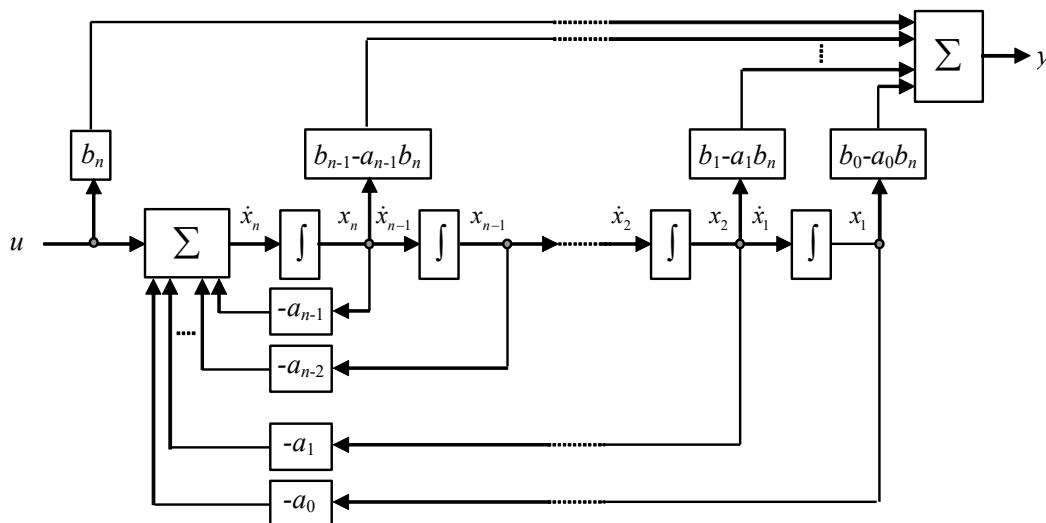 Σ y
b_n b_{n-1}-a_{n-1}b_n b_1-a_1b_n b_0-a_0b_n
ẋ_n x_n ẋ_{n-1} x_{n-1} ẋ_2 x_2 ẋ_1 x_1
u Σ ∫ ∫ ∫ ∫
-a_{n-1}
-a_{n-2}
-a_1
-a_0